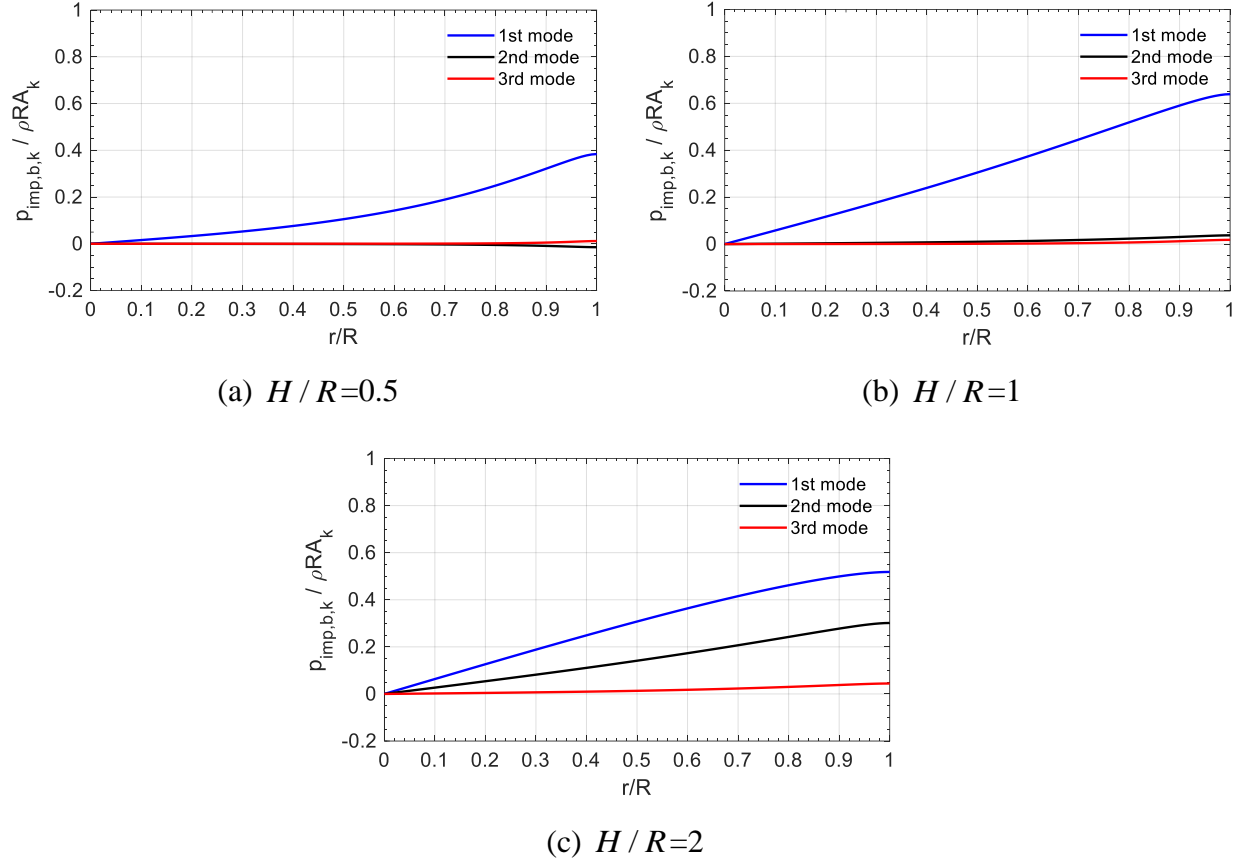 1
0.8
0.6
0.4
0.2
0
-0.2
p_imp,b,k / ρRA_k
1st mode
2nd mode
3rd mode
0 0.1 0.2 0.3 0.4 0.5 0.6 0.7 0.8 0.9 1
r/R
(a) H / R=0.5
1
0.8
0.6
0.4
0.2
0
-0.2
p_imp,b,k / ρRA_k
1st mode
2nd mode
3rd mode
0 0.1 0.2 0.3 0.4 0.5 0.6 0.7 0.8 0.9 1
r/R
(b) H / R=1
1
0.8
0.6
0.4
0.2
0
-0.2
p_imp,b,k / ρRA_k
1st mode
2nd mode
3rd mode
0 0.1 0.2 0.3 0.4 0.5 0.6 0.7 0.8 0.9 1
r/R
(c) H / R=2